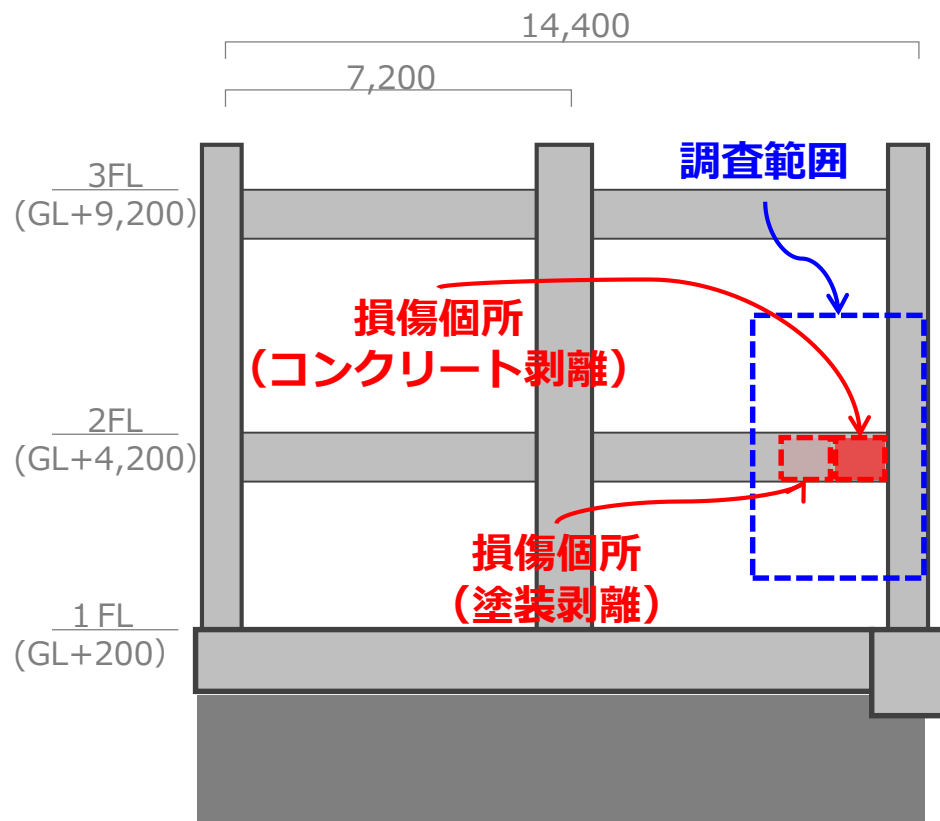 14,400
7,200
調査範囲
3FL
(GL+9,200)
損傷個所
（コンクリート剥離）
2FL
(GL+4,200)
損傷個所
（塗装剥離）
1 FL
(GL+200)